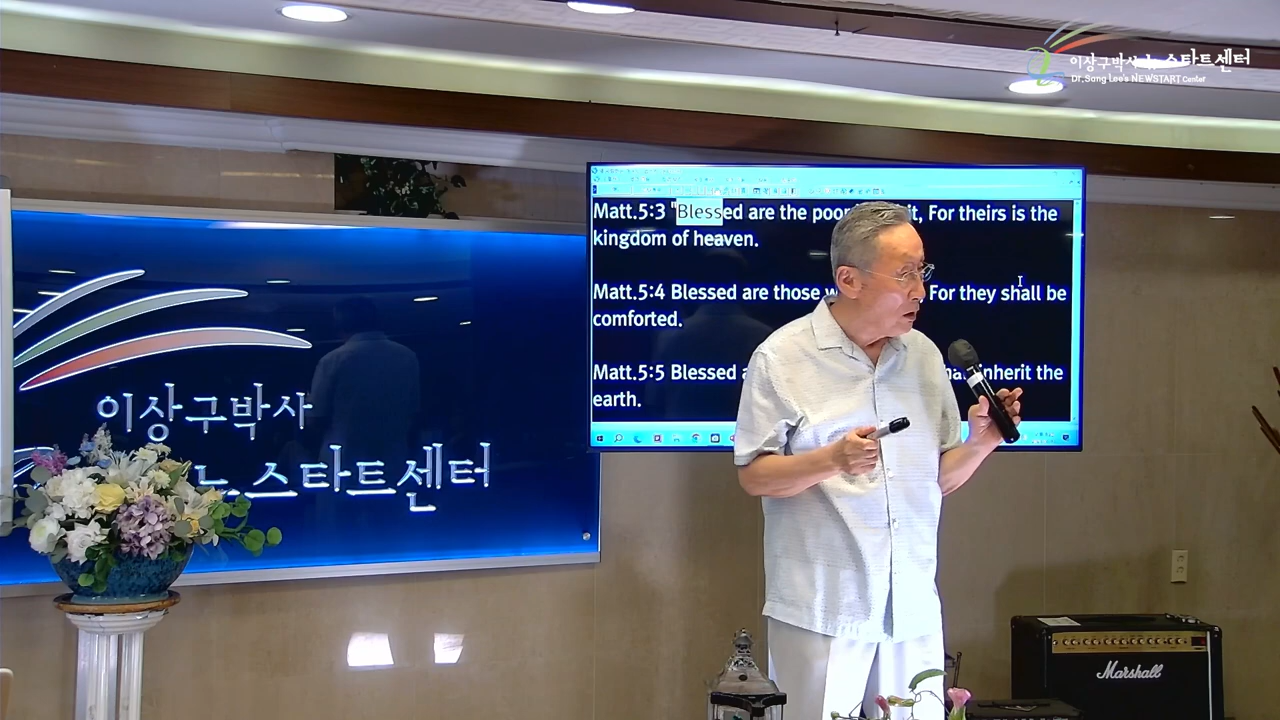 이상구박사 뉴스타트센터
Dr. Sang Lee's NEWSTART Center
Matt.5:3 "Blessed are the poor it, For theirs is the
kingdom of heaven.
Matt.5:4 Blessed are those For they shall be
comforted.
Matt.5:5 Blessed inherit the
earth.
이상구박사
뉴스타트센터
Marshall